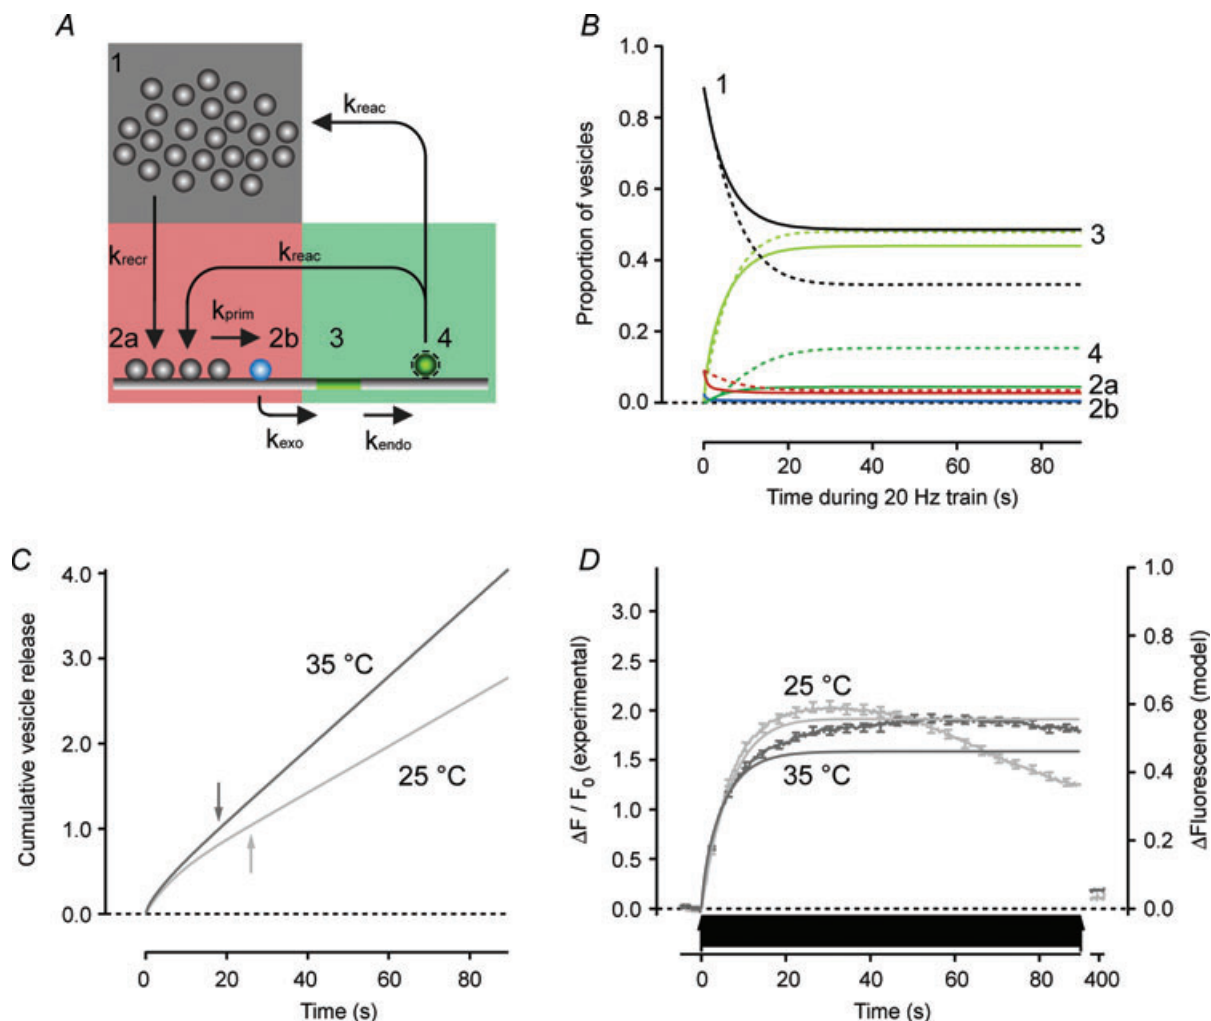 A
1
k_reac
k_recr
k_reac
k_prim
2a
2b
3
4
k_exo
k_endo
B
Proportion of vesicles
1.0
0.8
0.6
0.4
0.2
0.0
1
3
4
2a
2b
0 20 40 60 80
Time during 20 Hz train (s)
C
Cumulative vesicle release
4.0
3.0
2.0
1.0
0.0
35 °C
25 °C
0 20 40 60 80
Time (s)
D
ΔF / F₀ (experimental)
3.0
2.5
2.0
1.5
1.0
0.5
0.0
25 °C
35 °C
1.0
0.8
0.6
0.4
0.2
0.0
ΔFluorescence (model)
0 20 40 60 80 400
Time (s)